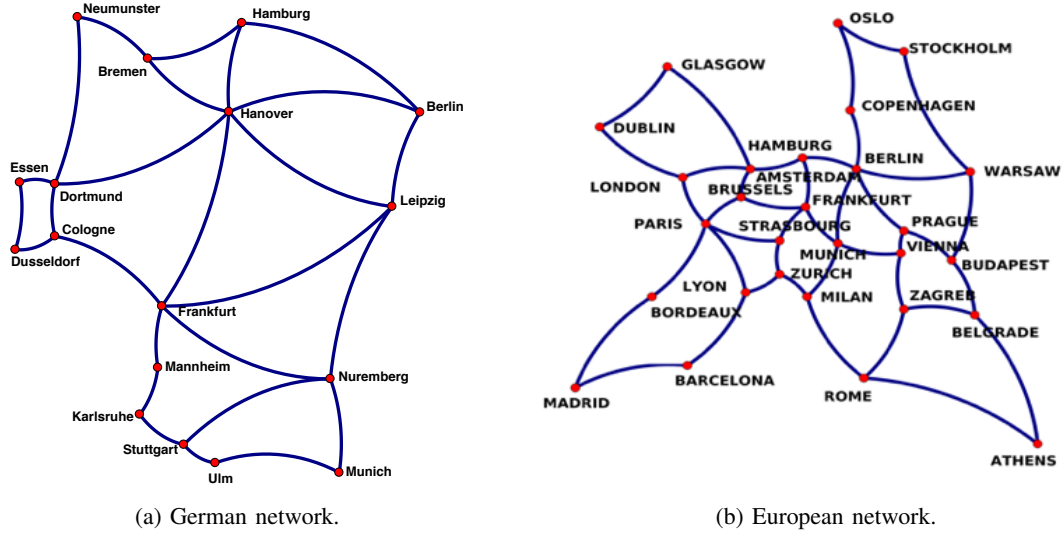 Neumunster
Hamburg
Bremen
Hanover
Berlin
Essen
Dortmund
Leipzig
Cologne
Dusseldorf
Frankfurt
Mannheim
Nuremberg
Karlsruhe
Stuttgart
Ulm
Munich
(a) German network.
OSLO
STOCKHOLM
GLASGOW
COPENHAGEN
DUBLIN
HAMBURG
BERLIN
AMSTERDAM
WARSAW
LONDON
BRUSSELS
FRANKFURT
PARIS
STRASBOURG
PRAGUE
MUNICH
VIENNA
BUDAPEST
ZURICH
LYON
MILAN
ZAGREB
BORDEAUX
BELGRADE
BARCELONA
MADRID
ROME
ATHENS
(b) European network.